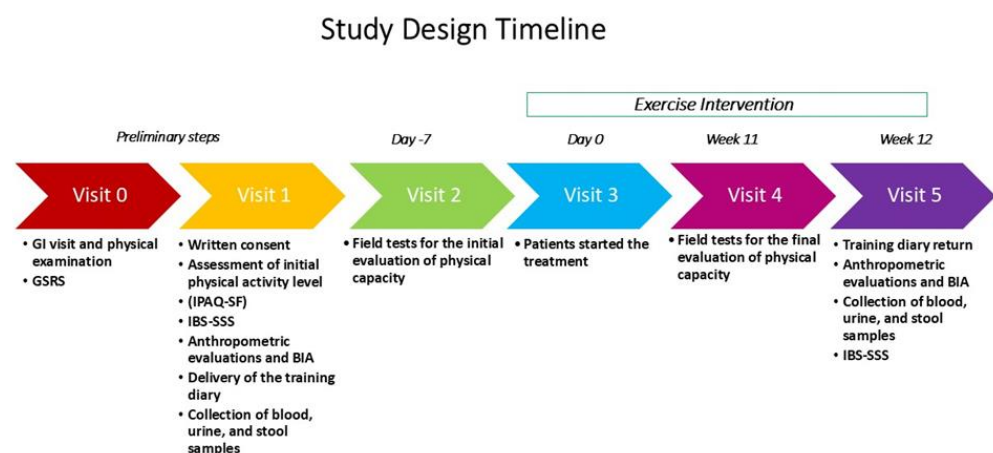 Study Design Timeline
Exercise Intervention
Preliminary steps
Day -7
Day 0
Week 11
Week 12
Visit 0
Visit 1
Visit 2
Visit 3
Visit 4
Visit 5
• GI visit and physical
examination
• GSRS
• Written consent
• Assessment of initial
physical activity level
• (IPAQ-SF)
• IBS-SSS
• Anthropometric
evaluations and BIA
• Delivery of the training
diary
• Collection of blood,
urine, and stool
samples
• Field tests for the initial
evaluation of physical
capacity
• Patients started the
treatment
• Field tests for the final
evaluation of physical
capacity
• Training diary return
• Anthropometric
evaluations and BIA
• Collection of blood,
urine, and stool
samples
• IBS-SSS